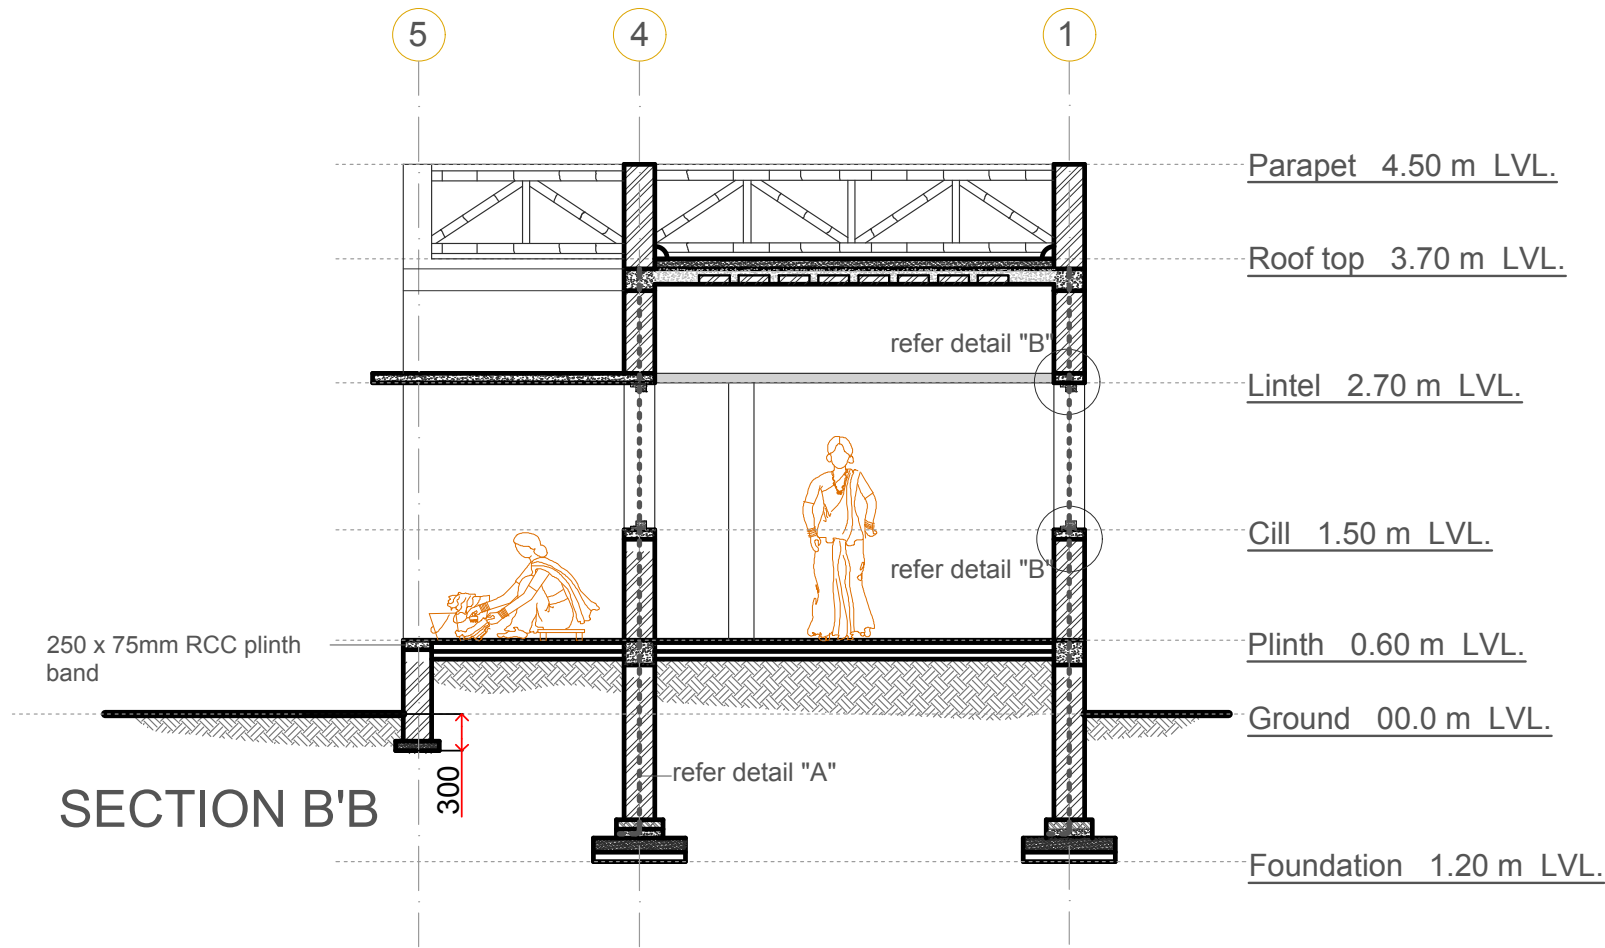 5
4
1
Parapet 4.50 m LVL.
Roof top 3.70 m LVL.
refer detail "B"
Lintel 2.70 m LVL.
Cill 1.50 m LVL.
refer detail "B"
250 x 75mm RCC plinth
band
Plinth 0.60 m LVL.
Ground 00.0 m LVL.
300
refer detail "A"
SECTION B'B
Foundation 1.20 m LVL.